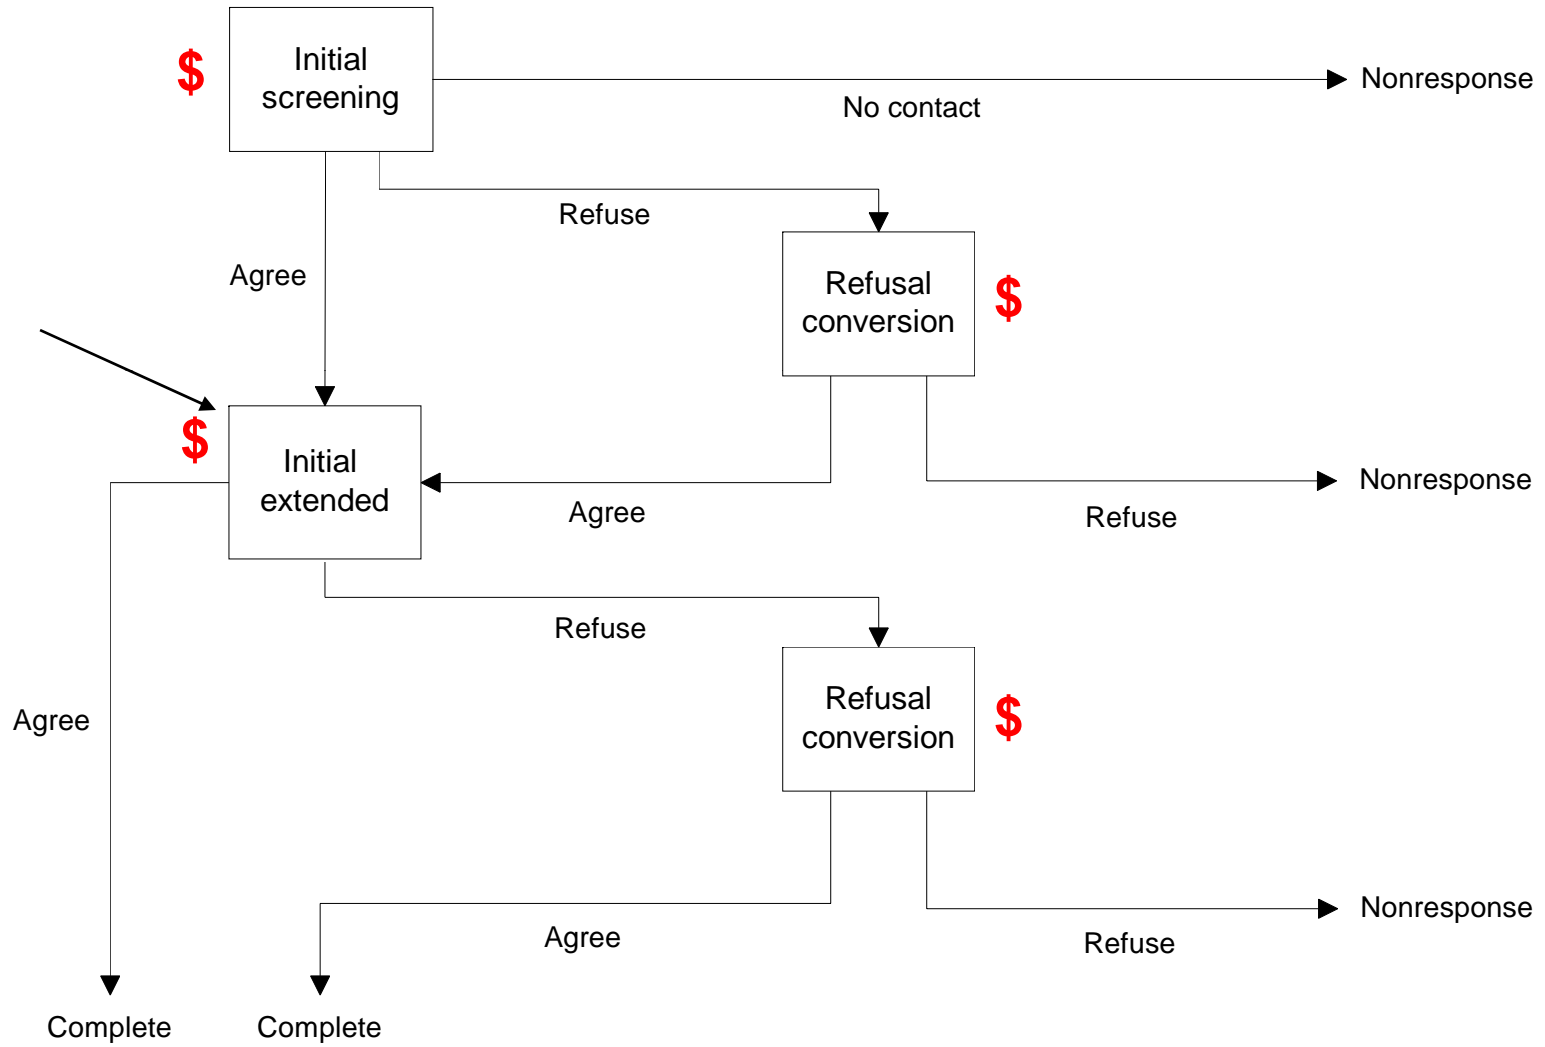 Initial
screening
$
Nonresponse
No contact
Refuse
Agree
Refusal
conversion
$
$
Initial
extended
Agree
Nonresponse
Refuse
Refuse
Refusal
conversion
$
Agree
Nonresponse
Agree
Refuse
Complete
Complete